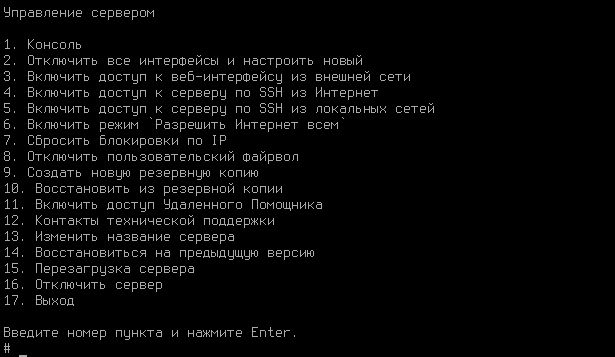 Управление сервером
1. Консоль
2. Отключить все интерфейсы и настроить новый
3. Включить доступ к веб-интерфейсу из внешней сети
4. Включить доступ к серверу по SSH из Интернет
5. Включить доступ к серверу по SSH из локальных сетей
6. Включить режим `Разрешить Интернет всем`
7. Сбросить блокировки по IP
8. Отключить пользовательский файрвол
9. Создать новую резервную копию
10. Восстановить из резервной копии
11. Включить доступ Удаленного Помощника
12. Контакты технической поддержки
13. Изменить название сервера
14. Восстановиться на предыдущую версию
15. Перезагрузка сервера
16. Отключить сервер
17. Выход
Введите номер пункта и нажмите Enter.
# _